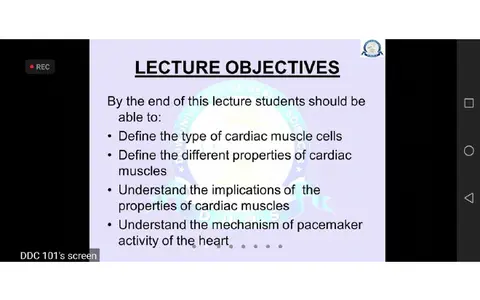 REC
LECTURE OBJECTIVES
By the end of this lecture students should be
able to:
• Define the type of cardiac muscle cells
• Define the different properties of cardiac
muscles
• Understand the implications of the
properties of cardiac muscles
• Understand the mechanism of pacemaker
activity of the heart
DDC 101's screen